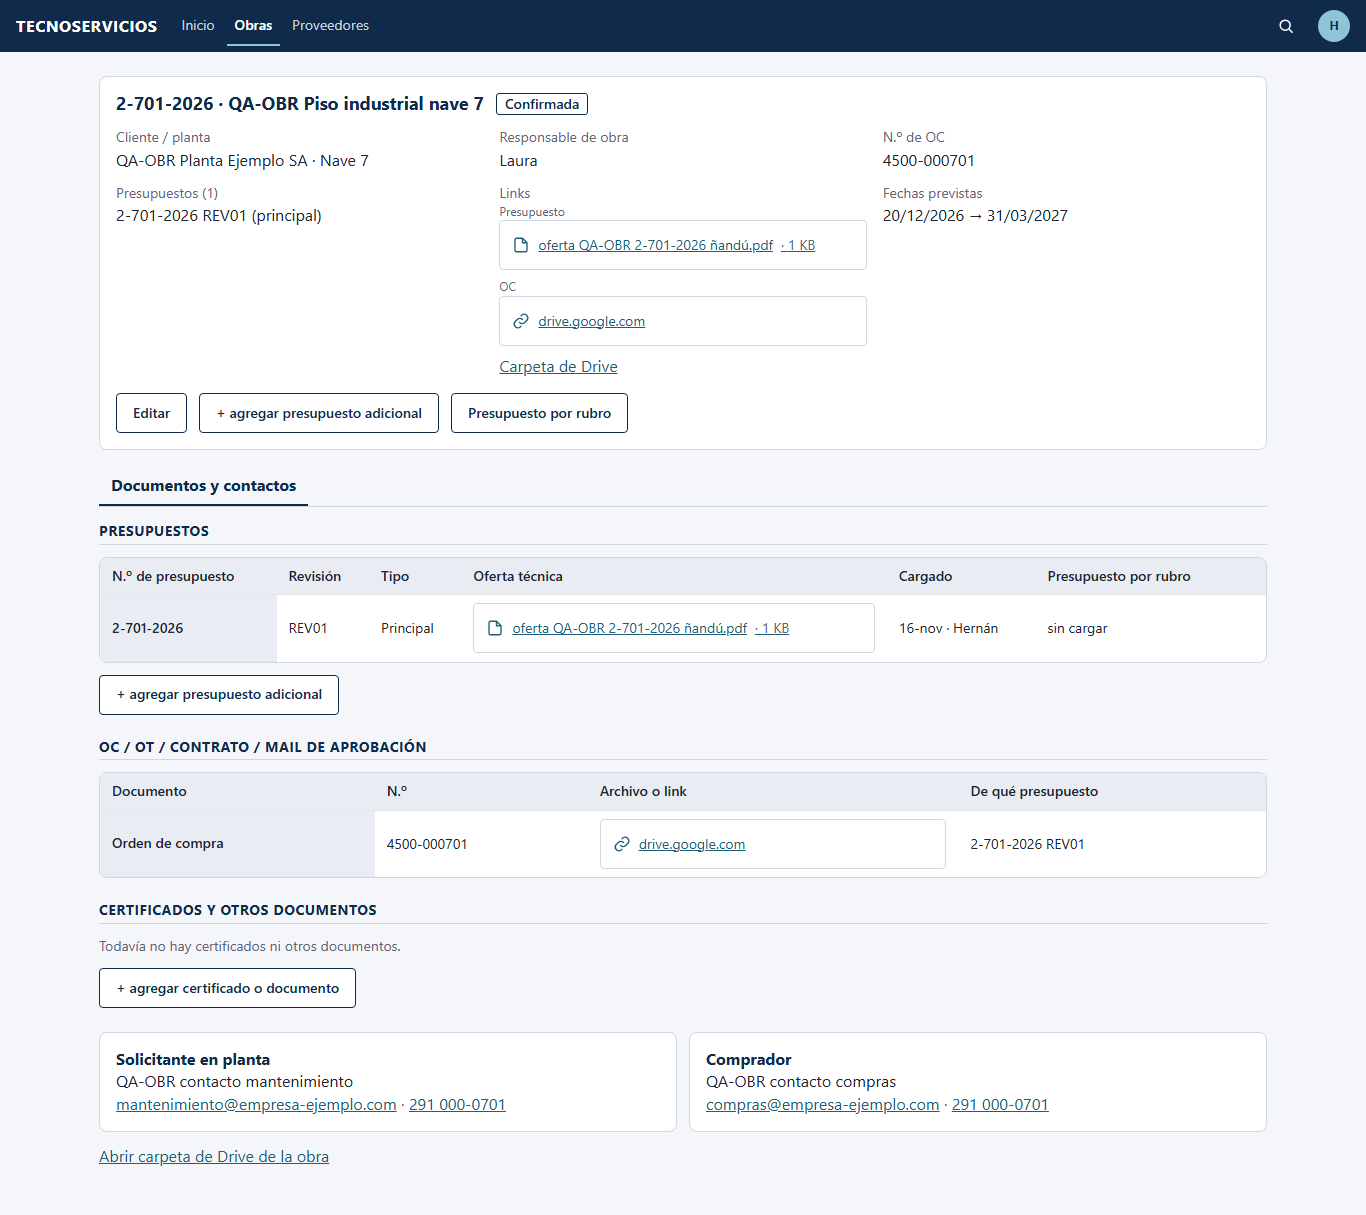 TECNOSERVICIOS Inicio Obras Proveedores H
2-701-2026 · QA-OBR Piso industrial nave 7 Confirmada
Cliente / planta Responsable de obra N.º de OC
QA-OBR Planta Ejemplo SA · Nave 7 Laura 4500-000701
Presupuestos (1) Links Fechas previstas
2-701-2026 REV01 (principal) Presupuesto 20/12/2026 → 31/03/2027
oferta QA-OBR 2-701-2026 ñandú.pdf · 1 KB
OC
drive.google.com
Carpeta de Drive
Editar + agregar presupuesto adicional Presupuesto por rubro
Documentos y contactos
PRESUPUESTOS
N.º de presupuesto Revisión Tipo Oferta técnica Cargado Presupuesto por rubro
2-701-2026 REV01 Principal oferta QA-OBR 2-701-2026 ñandú.pdf · 1 KB 16-nov · Hernán sin cargar
+ agregar presupuesto adicional
OC / OT / CONTRATO / MAIL DE APROBACIÓN
Documento N.º Archivo o link De qué presupuesto
Orden de compra 4500-000701 drive.google.com 2-701-2026 REV01
CERTIFICADOS Y OTROS DOCUMENTOS
Todavía no hay certificados ni otros documentos.
+ agregar certificado o documento
Solicitante en planta Comprador
QA-OBR contacto mantenimiento QA-OBR contacto compras
mantenimiento@empresa-ejemplo.com · 291 000-0701 compras@empresa-ejemplo.com · 291 000-0701
Abrir carpeta de Drive de la obra